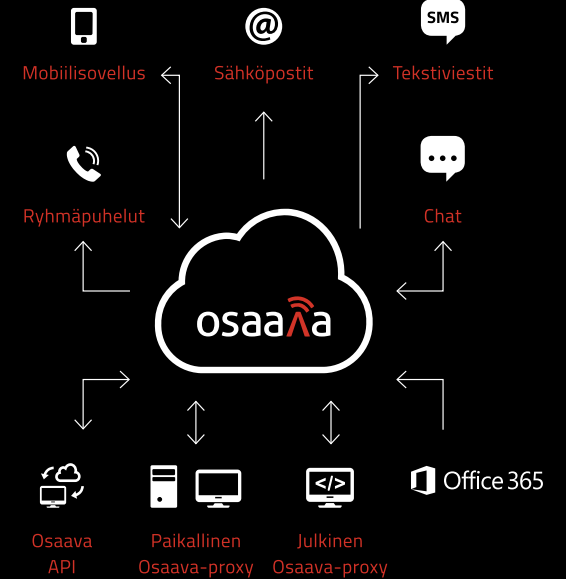 SMS
Mobiilisovellus
Sähköpostit
Tekstiviestit
Ryhmäpuhelut
Chat
osaava
</>
Office 365
Osaava
API
Paikallinen
Osaava-proxy
Julkinen
Osaava-proxy